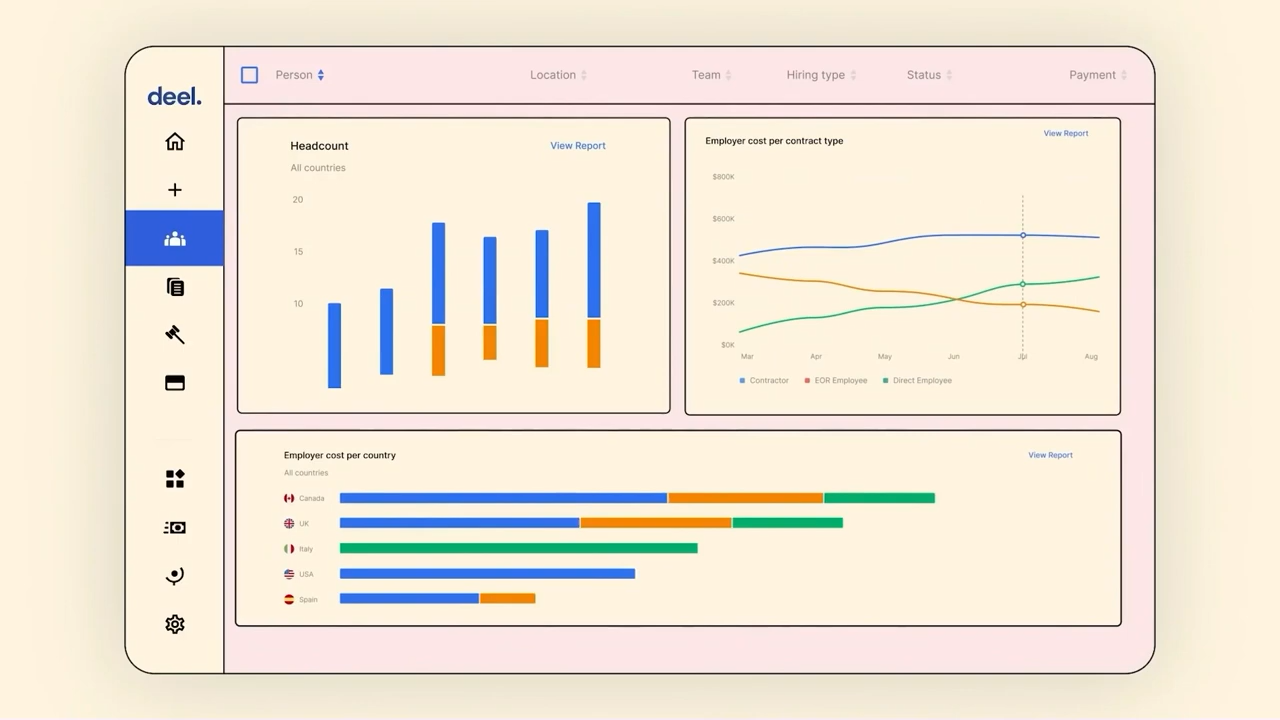 deel.
Person Location Team Hiring type Status Payment
Headcount View Report
All countries
20
15
10
Employer cost per contract type View Report
$800K
$600K
$400K
$200K
$0K
Mar Apr May Jun Jul Aug
Contractor EOR Employee Direct Employee
Employer cost per country View Report
All countries
Canada
UK
Italy
USA
Spain